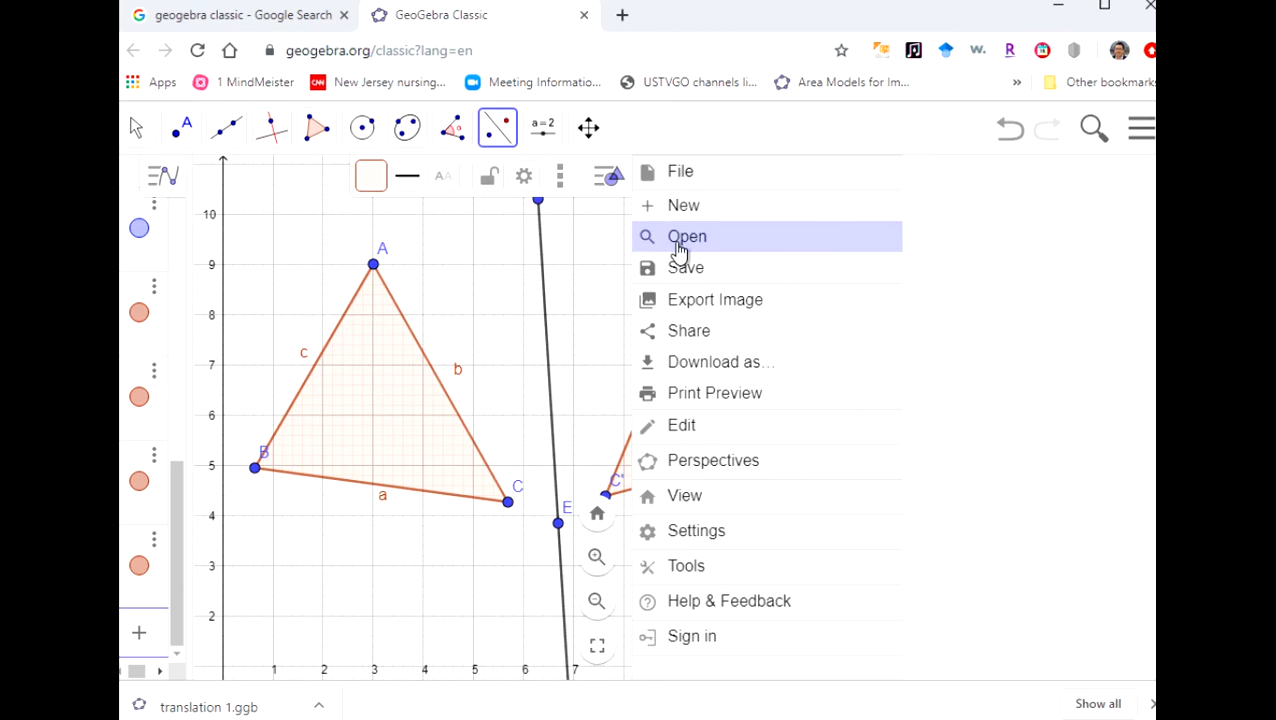 geogebra classic - Google Search
GeoGebra Classic
geogebra.org/classic?lang=en
Apps
1 MindMeister
CNN
New Jersey nursing...
Meeting Informatio...
USTVGO channels li...
Area Models for Im...
»
Other bookmarks
w.
R
A
a=2
AA
File
New
Open
Save
Export Image
Share
Download as...
Print Preview
Edit
Perspectives
View
Settings
Tools
Help & Feedback
Sign in
10
9
8
7
6
5
4
3
2
1
2
3
4
5
6
7
A
c
b
B
a
C
C'
E
translation 1.ggb
Show all